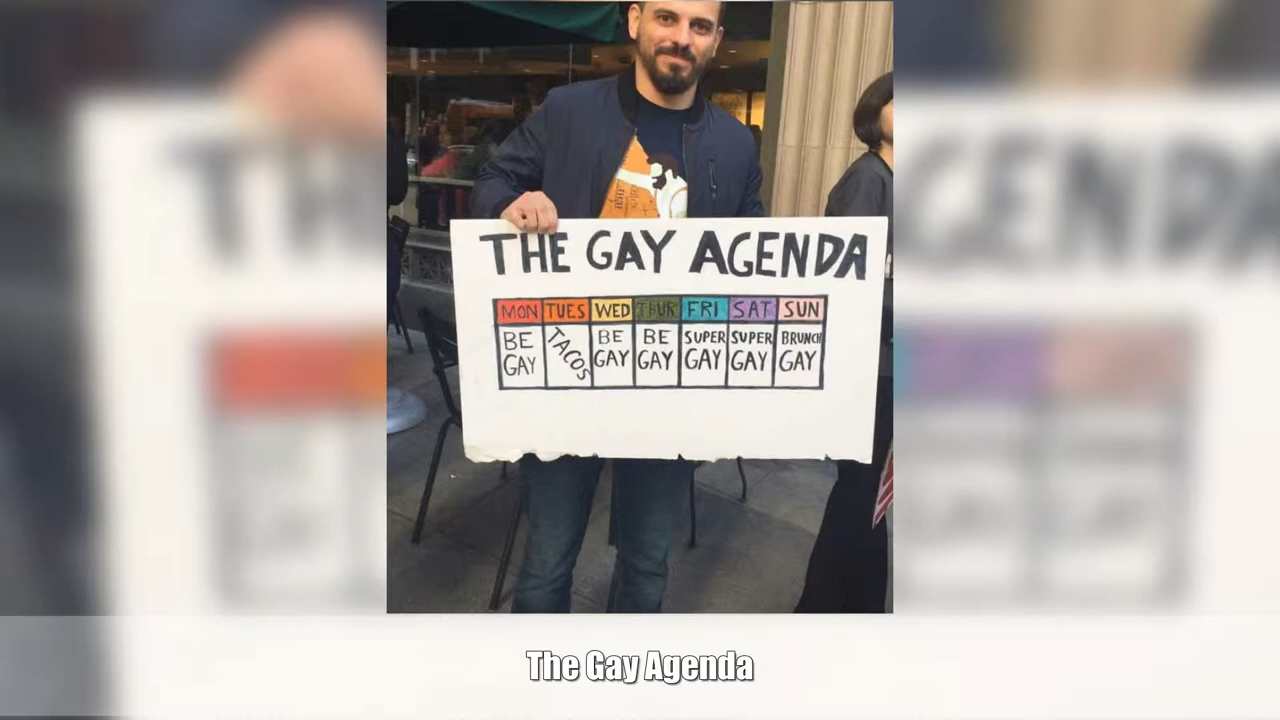 THE GAY AGENDA
MON TUES WED THUR FRI SAT SUN
BE GAY TACOS BE GAY BE GAY SUPER GAY SUPER GAY BRUNCH GAY
The Gay Agenda